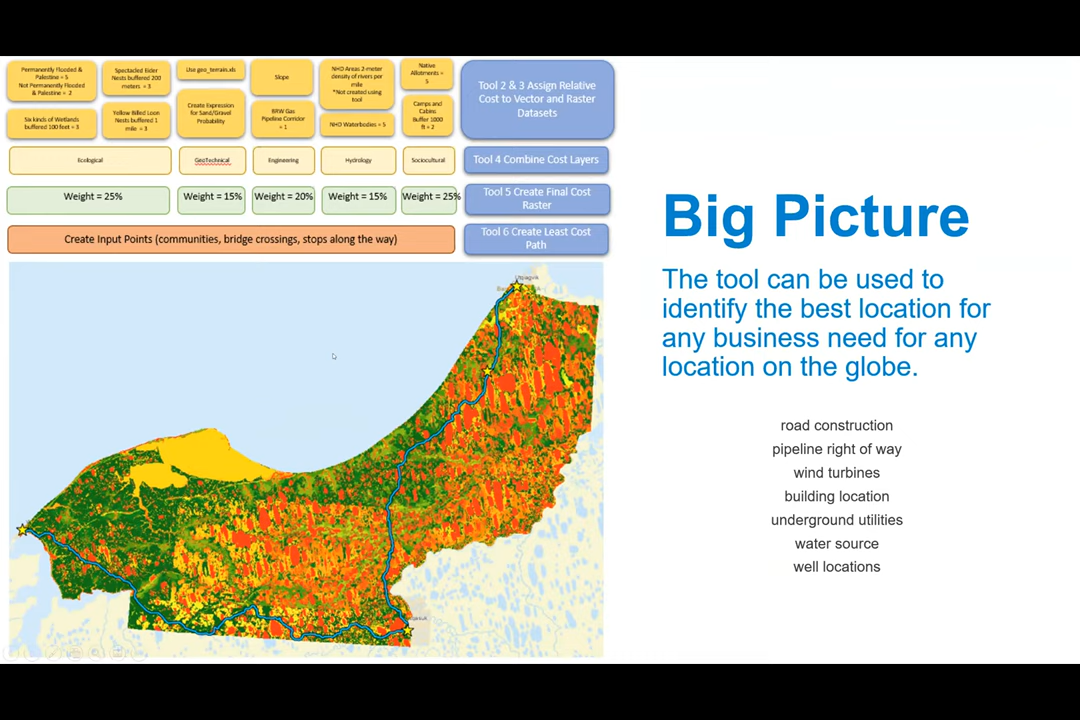 Permanently Flooded &
Palestine = 5
Not Permanently Flooded
& Palestine = 2
Spectacled Eider
Nests buffered 200
meters = 3
Use geo_terrain.xls
Slope
NHD Areas 2-meter
density of rivers per
mile
*Not created using
tool
Native
Allotments =
5
Tool 2 & 3 Assign Relative
Cost to Vector and Raster
Datasets
Six kinds of Wetlands
buffered 100 feet = 3
Yellow Billed Loon
Nests buffered 1
mile = 3
Create Expression
for Sand/Gravel
Probability
Gas
Pipeline Corridor
= 1
NHD Waterbodies = 5
Camps and
Cabins
Buffer 1000
ft = 2
Ecological
GeoTechnical
Engineering
Hydrology
Sociocultural
Tool 4 Combine Cost Layers
Weight = 25%
Weight = 15%
Weight = 20%
Weight = 15%
Weight = 25%
Tool 5 Create Final Cost
Raster
Create Input Points (communities, bridge crossings, stops along the way)
Tool 6 Create Least Cost
Path
Big Picture
The tool can be used to
identify the best location for
any business need for any
location on the globe.
road construction
pipeline right of way
wind turbines
building location
underground utilities
water source
well locations